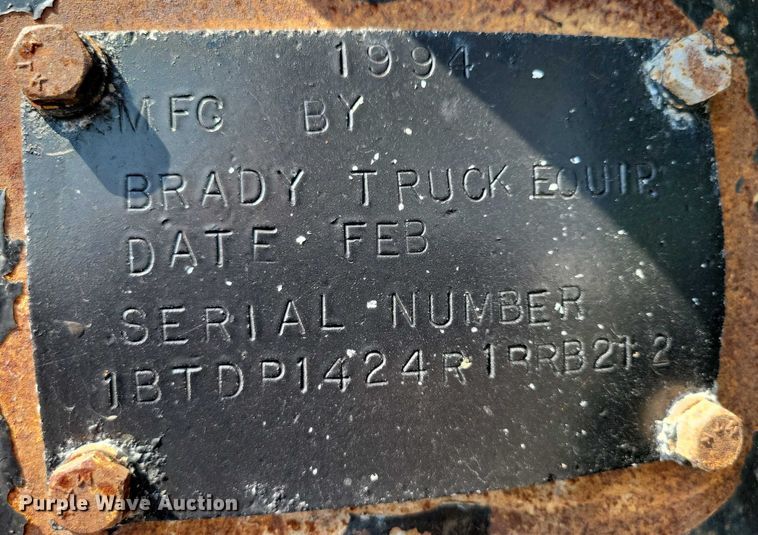 1994
MFG BY
BRADY TRUCK EQUIP
DATE FEB
SERIAL NUMBER
1BTDP1424R1BRB212
Purple Wave Auction